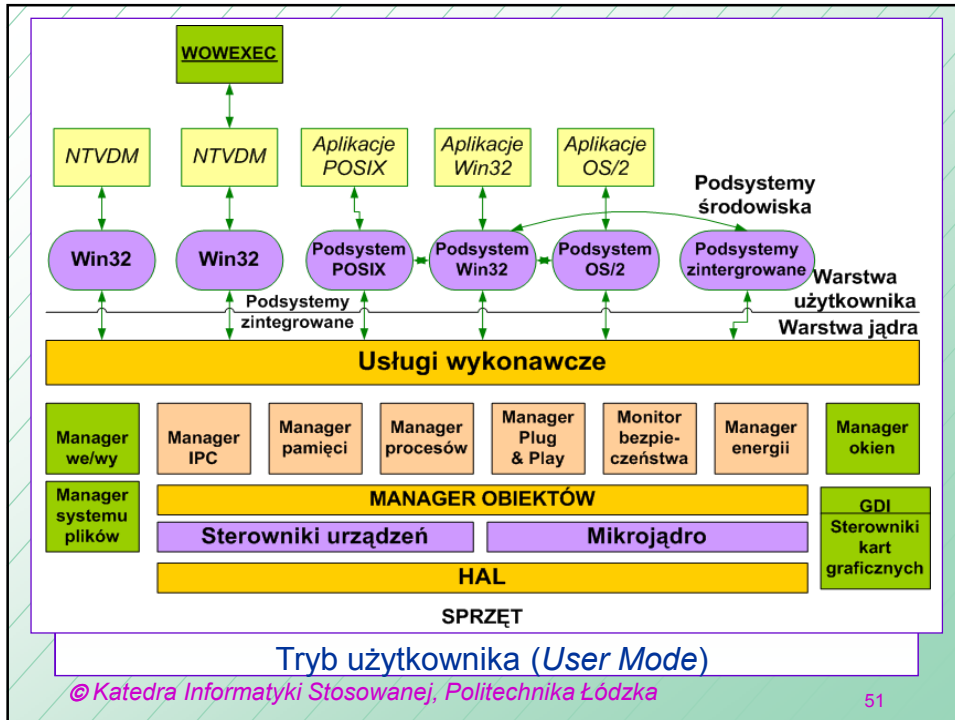 WOWEXEC
NTVDM
NTVDM
Aplikacje
POSIX
Aplikacje
Win32
Aplikacje
OS/2
Podsystemy
środowiska
Win32
Win32
Podsystem
POSIX
Podsystem
Win32
Podsystem
OS/2
Podsystemy
zintergrowane
Warstwa
użytkownika
Podsystemy
zintegrowane
Warstwa jądra
Usługi wykonawcze
Manager
we/wy
Manager
IPC
Manager
pamięci
Manager
procesów
Manager
Plug
& Play
Monitor
bezpie-
czeństwa
Manager
energii
Manager
okien
Manager
systemu
plików
MANAGER OBIEKTÓW
GDI
Sterowniki
kart
graficznych
Sterowniki urządzeń
Mikrojądro
HAL
SPRZĘT
Tryb użytkownika (User Mode)
© Katedra Informatyki Stosowanej, Politechnika Łódzka
51